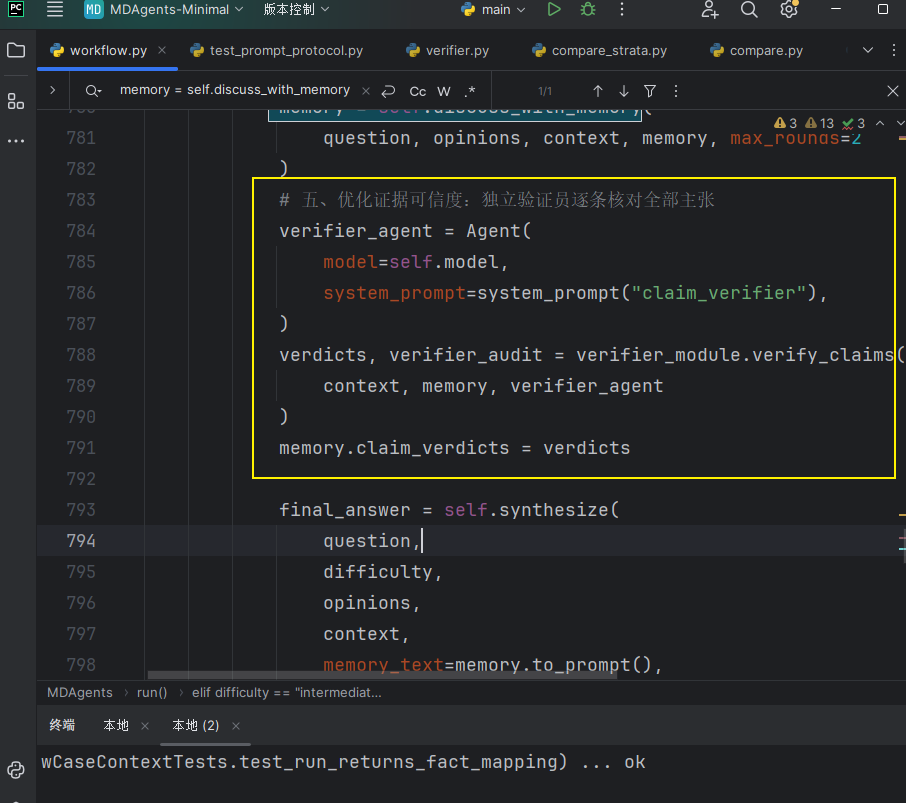 PC MD MDAgents-Minimal 版本控制 main
workflow.py test_prompt_protocol.py verifier.py compare_strata.py compare.py
memory = self.discuss_with_memory Cc W .* 1/1
780 memory = self.discuss_with_memory(
3 13 3
781 question, opinions, context, memory, max_rounds=2
782 )
783 # 五、优化证据可信度：独立验证员逐条核对全部主张
784 verifier_agent = Agent(
785 model=self.model,
786 system_prompt=system_prompt("claim_verifier"),
787 )
788 verdicts, verifier_audit = verifier_module.verify_claims(
789 context, memory, verifier_agent
790 )
791 memory.claim_verdicts = verdicts
792
793 final_answer = self.synthesize(
794 question,
795 difficulty,
796 opinions,
797 context,
798 memory_text=memory.to_prompt(),
MDAgents › run() › elif difficulty == "intermediat...
终端 本地 本地 (2)
wCaseContextTests.test_run_returns_fact_mapping) ... ok